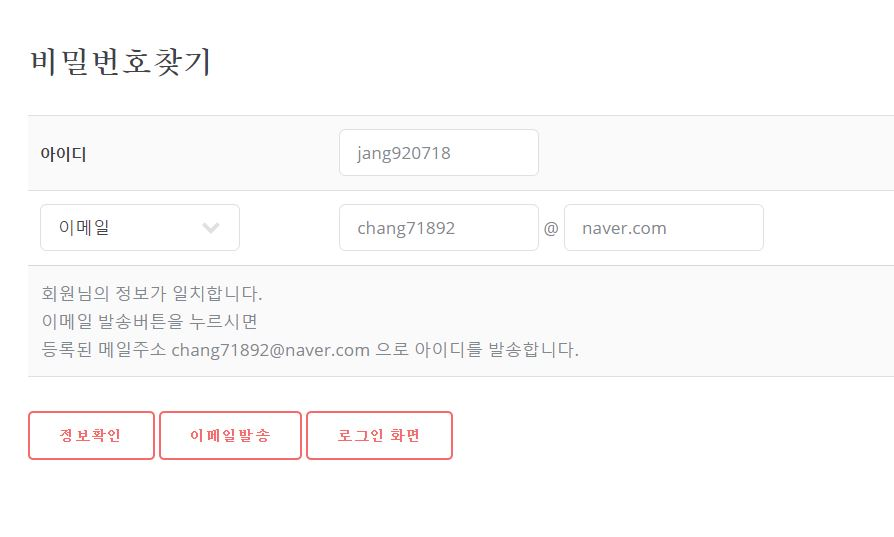 비밀번호찾기
아이디 jang920718
이메일 chang71892 @ naver.com
회원님의 정보가 일치합니다.
이메일 발송버튼을 누르시면
등록된 메일주소 chang71892@naver.com 으로 아이디를 발송합니다.
정보확인 이메일발송 로그인 화면